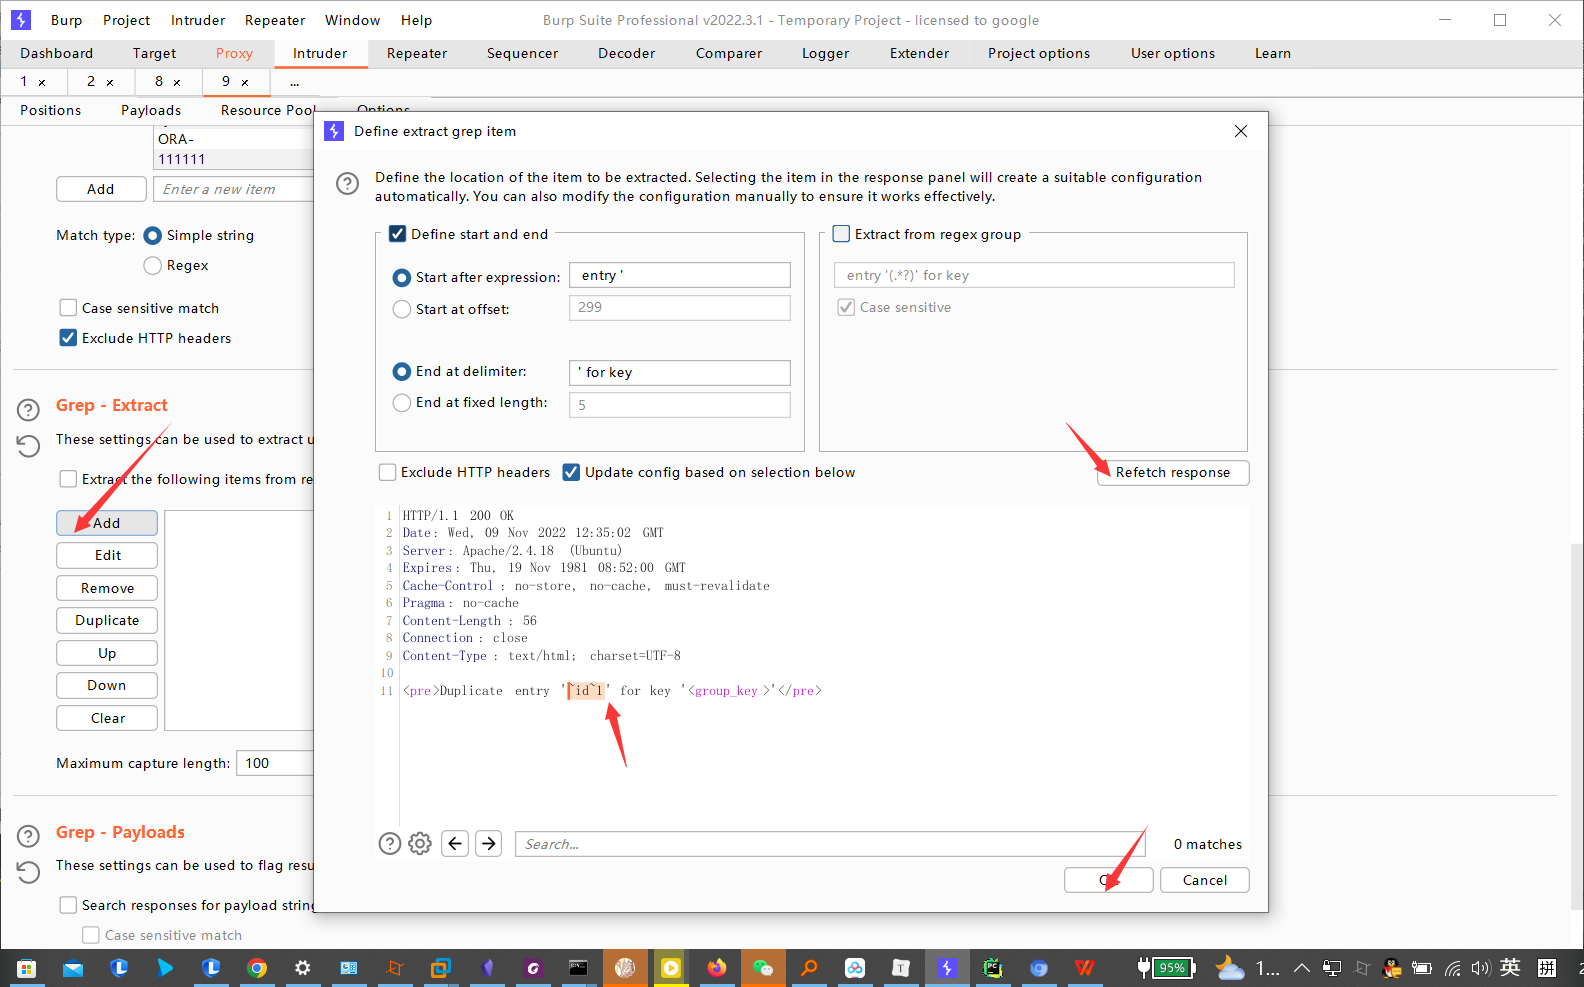 Burp Project Intruder Repeater Window Help Burp Suite Professional v2022.3.1 - Temporary Project - licensed to google
Dashboard Target Proxy Intruder Repeater Sequencer Decoder Comparer Logger Extender Project options User options Learn
1 × 2 × 8 × 9 × ...
Positions Payloads Resource Pool Options
ORA-
111111
Add Enter a new item
Match type: Simple string
Regex
Case sensitive match
Exclude HTTP headers
Grep - Extract
These settings can be used to extract u
Extract the following items from re
Add
Edit
Remove
Duplicate
Up
Down
Clear
Maximum capture length: 100
Grep - Payloads
These settings can be used to flag resu
Search responses for payload string
Case sensitive match
Define extract grep item
Define the location of the item to be extracted. Selecting the item in the response panel will create a suitable configuration
automatically. You can also modify the configuration manually to ensure it works effectively.
Define start and end
Start after expression: entry '
Start at offset: 299
End at delimiter: ' for key
End at fixed length: 5
Extract from regex group
entry '(.*?)' for key
Case sensitive
Exclude HTTP headers Update config based on selection below Refetch response
1 HTTP/1.1 200 OK
2 Date: Wed, 09 Nov 2022 12:35:02 GMT
3 Server: Apache/2.4.18 (Ubuntu)
4 Expires: Thu, 19 Nov 1981 08:52:00 GMT
5 Cache-Control: no-store, no-cache, must-revalidate
6 Pragma: no-cache
7 Content-Length: 56
8 Connection: close
9 Content-Type: text/html; charset=UTF-8
10
11 <pre>Duplicate entry '~id~1' for key '<group_key>'</pre>
Search... 0 matches
Cancel
95% 1... 英 拼 2